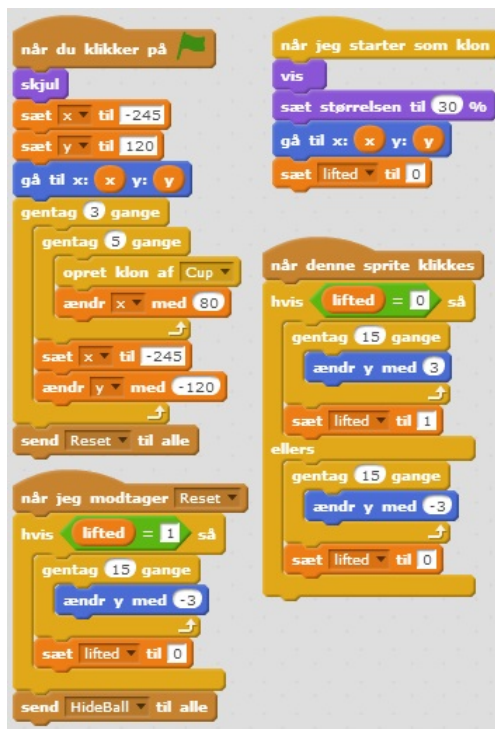 når du klikker på
skjul
sæt x til -245
sæt y til 120
gå til x: x y: y
gentag 3 gange
gentag 5 gange
opret klon af Cup
ændr x med 80
sæt x til -245
ændr y med -120
send Reset til alle
når jeg modtager Reset
hvis lifted = 1 så
gentag 15 gange
ændr y med -3
sæt lifted til 0
send HideBall til alle
når jeg starter som klon
vis
sæt størrelsen til 30 %
gå til x: x y: y
sæt lifted til 0
når denne sprite klikkes
hvis lifted = 0 så
gentag 15 gange
ændr y med 3
sæt lifted til 1
ellers
gentag 15 gange
ændr y med -3
sæt lifted til 0